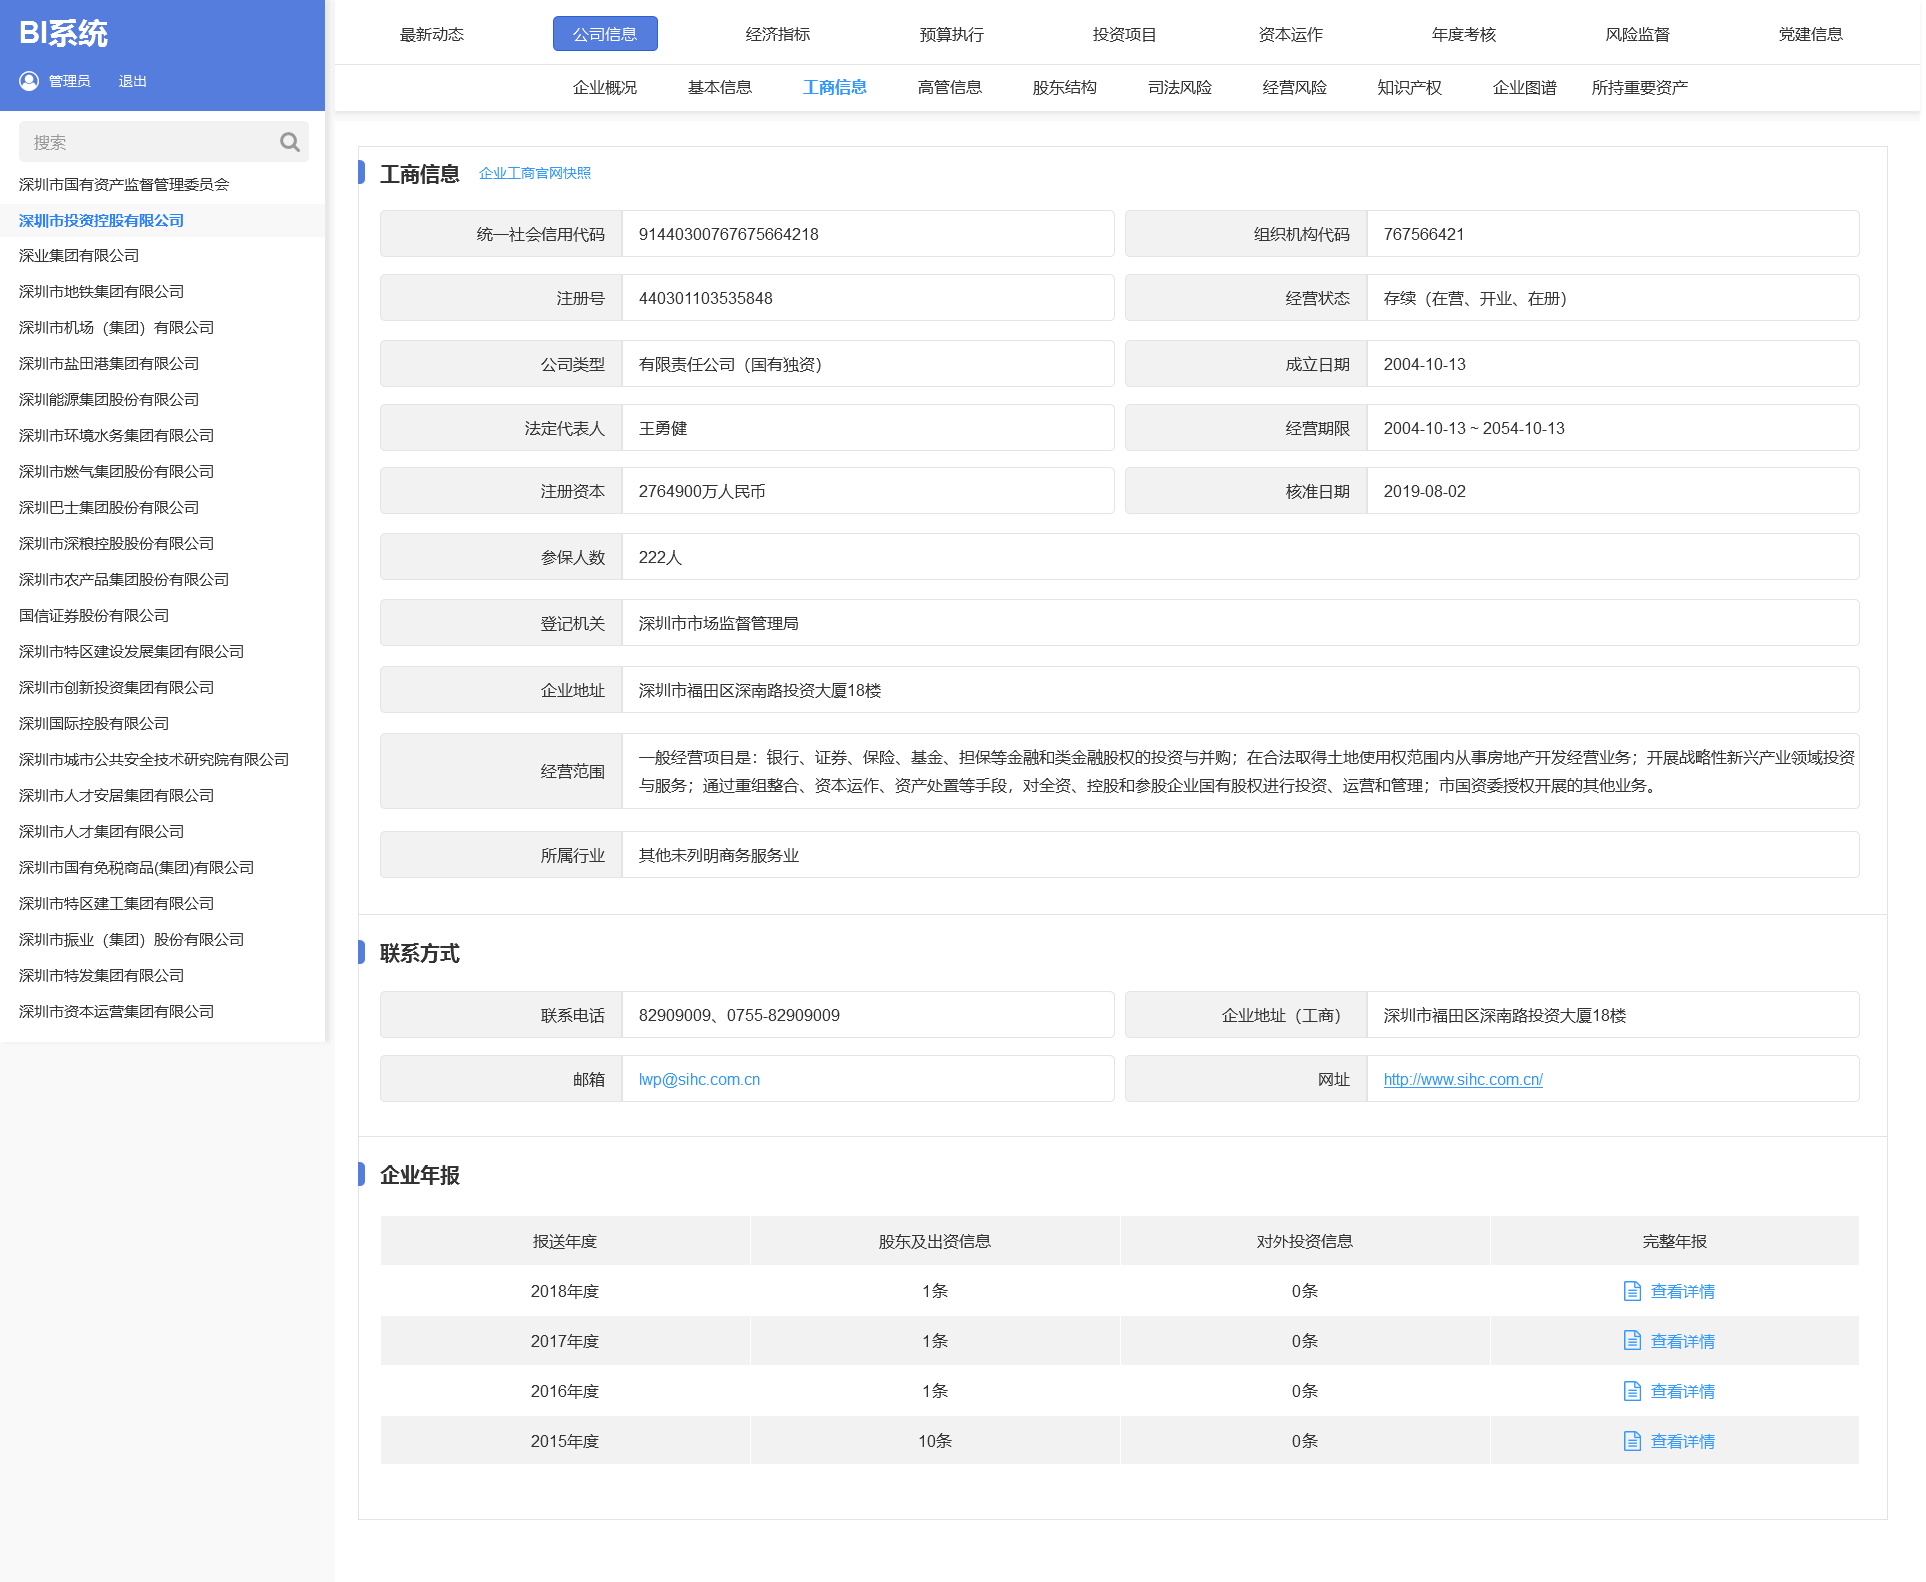 BI系统
管理员 退出
搜索
深圳市国有资产监督管理委员会
深圳市投资控股有限公司
深业集团有限公司
深圳市地铁集团有限公司
深圳市机场（集团）有限公司
深圳市盐田港集团有限公司
深圳能源集团股份有限公司
深圳市环境水务集团有限公司
深圳市燃气集团股份有限公司
深圳巴士集团股份有限公司
深圳市深粮控股股份有限公司
深圳市农产品集团股份有限公司
国信证券股份有限公司
深圳市特区建设发展集团有限公司
深圳市创新投资集团有限公司
深圳国际控股有限公司
深圳市城市公共安全技术研究院有限公司
深圳市人才安居集团有限公司
深圳市人才集团有限公司
深圳市国有免税商品(集团)有限公司
深圳市特区建工集团有限公司
深圳市振业（集团）股份有限公司
深圳市特发集团有限公司
深圳市资本运营集团有限公司
最新动态 公司信息 经济指标 预算执行 投资项目 资本运作 年度考核 风险监督 党建信息
企业概况 基本信息 工商信息 高管信息 股东结构 司法风险 经营风险 知识产权 企业图谱 所持重要资产
工商信息 企业工商官网快照
统一社会信用代码 91440300767675664218 组织机构代码 767566421
注册号 440301103535848 经营状态 存续（在营、开业、在册）
公司类型 有限责任公司（国有独资） 成立日期 2004-10-13
法定代表人 王勇健 经营期限 2004-10-13 ~ 2054-10-13
注册资本 2764900万人民币 核准日期 2019-08-02
参保人数 222人
登记机关 深圳市市场监督管理局
企业地址 深圳市福田区深南路投资大厦18楼
经营范围 一般经营项目是：银行、证券、保险、基金、担保等金融和类金融股权的投资与并购；在合法取得土地使用权范围内从事房地产开发经营业务；开展战略性新兴产业领域投资
与服务；通过重组整合、资本运作、资产处置等手段，对全资、控股和参股企业国有股权进行投资、运营和管理；市国资委授权开展的其他业务。
所属行业 其他未列明商务服务业
联系方式
联系电话 82909009、0755-82909009 企业地址（工商） 深圳市福田区深南路投资大厦18楼
邮箱 lwp@sihc.com.cn 网址 http://www.sihc.com.cn/
企业年报
报送年度 股东及出资信息 对外投资信息 完整年报
2018年度 1条 0条 查看详情
2017年度 1条 0条 查看详情
2016年度 1条 0条 查看详情
2015年度 10条 0条 查看详情